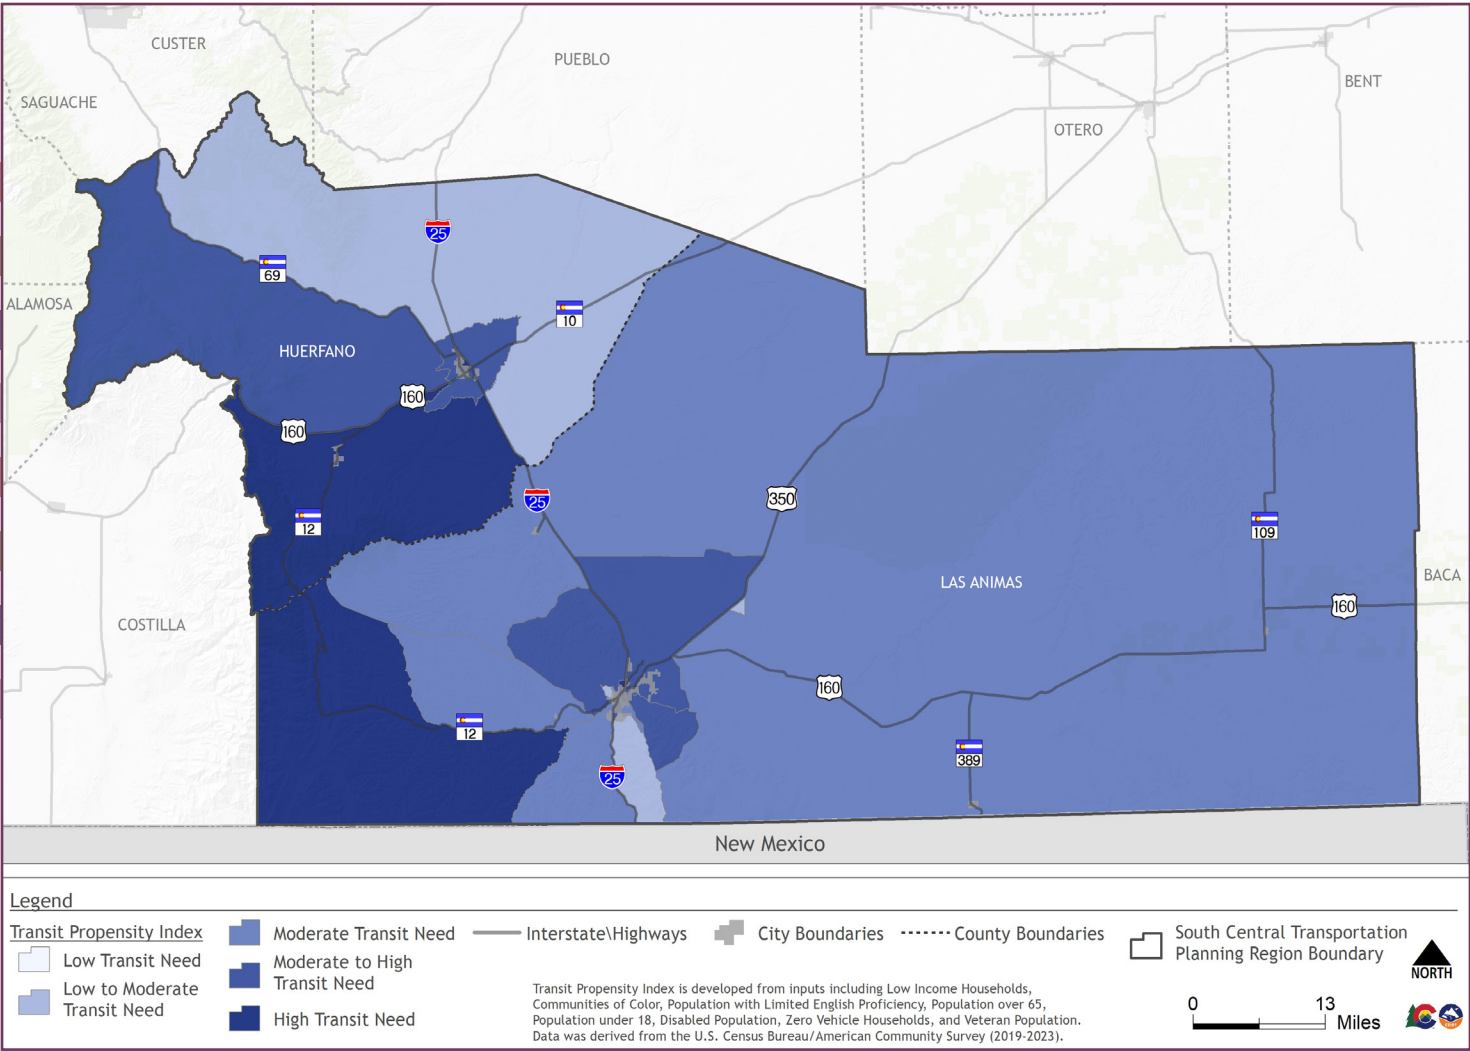 CUSTER
PUEBLO
SAGUACHE
BENT
OTERO
25
69
ALAMOSA
10
HUERFANO
160
160
350
25
12
109
LAS ANIMAS
BACA
160
COSTILLA
160
12
389
25
New Mexico
Legend
Transit Propensity Index
Low Transit Need
Low to Moderate
Transit Need
Moderate Transit Need
Moderate to High
Transit Need
High Transit Need
Interstate\Highways
City Boundaries
County Boundaries
South Central Transportation
Planning Region Boundary
NORTH
Transit Propensity Index is developed from inputs including Low Income Households,
Communities of Color, Population with Limited English Proficiency, Population over 65,
Population under 18, Disabled Population, Zero Vehicle Households, and Veteran Population.
Data was derived from the U.S. Census Bureau/American Community Survey (2019-2023).
0 13
Miles